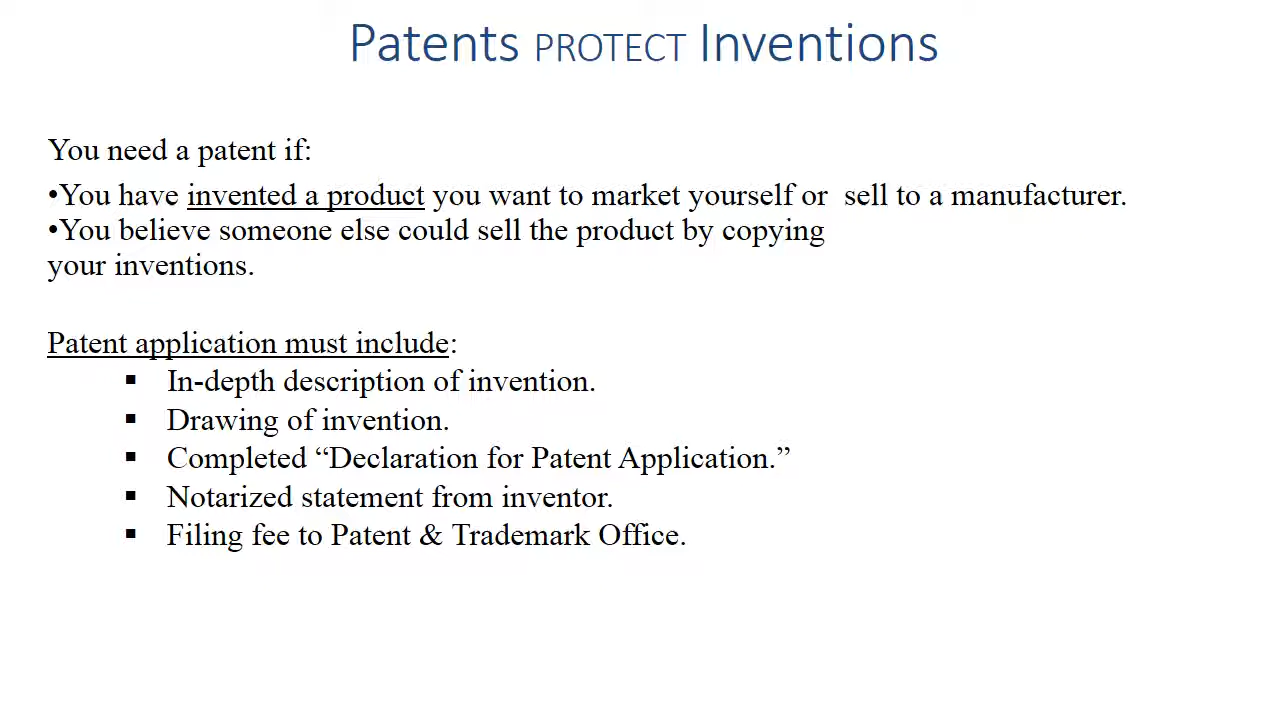 Patents PROTECT Inventions
You need a patent if:
•You have invented a product you want to market yourself or  sell to a manufacturer.
•You believe someone else could sell the product by copying
your inventions.
Patent application must include:
▪ In-depth description of invention.
▪ Drawing of invention.
▪ Completed “Declaration for Patent Application.”
▪ Notarized statement from inventor.
▪ Filing fee to Patent & Trademark Office.